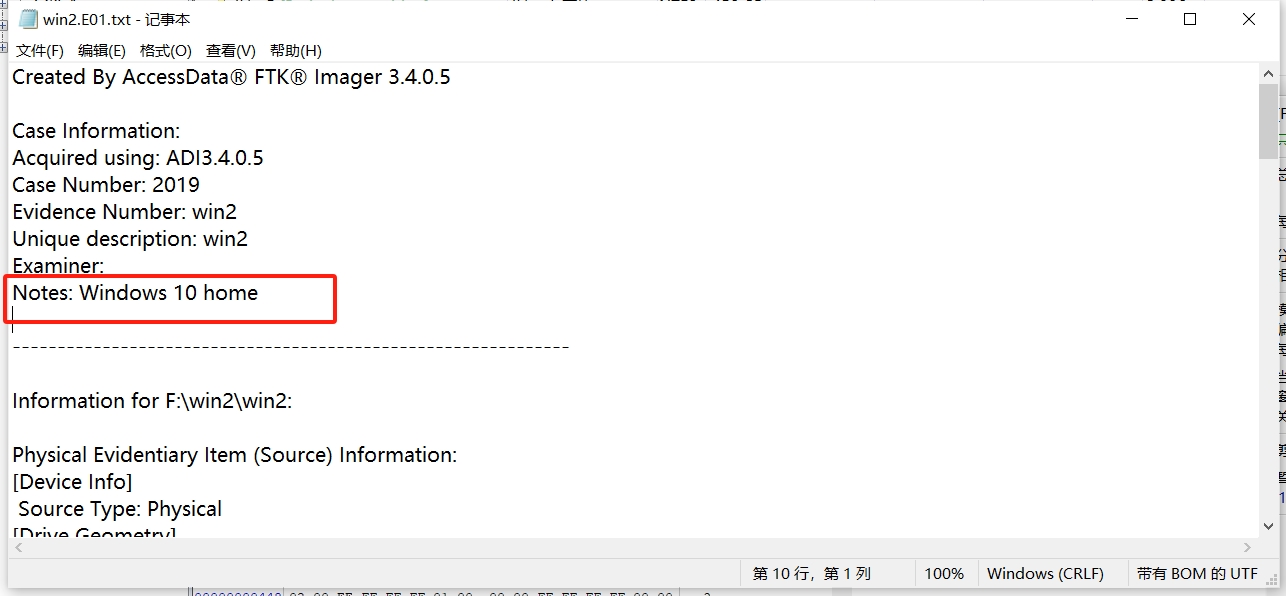 win2.E01.txt - 记事本
文件(F) 编辑(E) 格式(O) 查看(V) 帮助(H)
Created By AccessData® FTK® Imager 3.4.0.5
Case Information:
Acquired using: ADI3.4.0.5
Case Number: 2019
Evidence Number: win2
Unique description: win2
Examiner:
Notes: Windows 10 home
--------------------------------------------------------------
Information for F:\win2\win2:
Physical Evidentiary Item (Source) Information:
[Device Info]
Source Type: Physical
[Drive Geometry]
第 10 行，第 1 列 100% Windows (CRLF) 带有 BOM 的 UTF